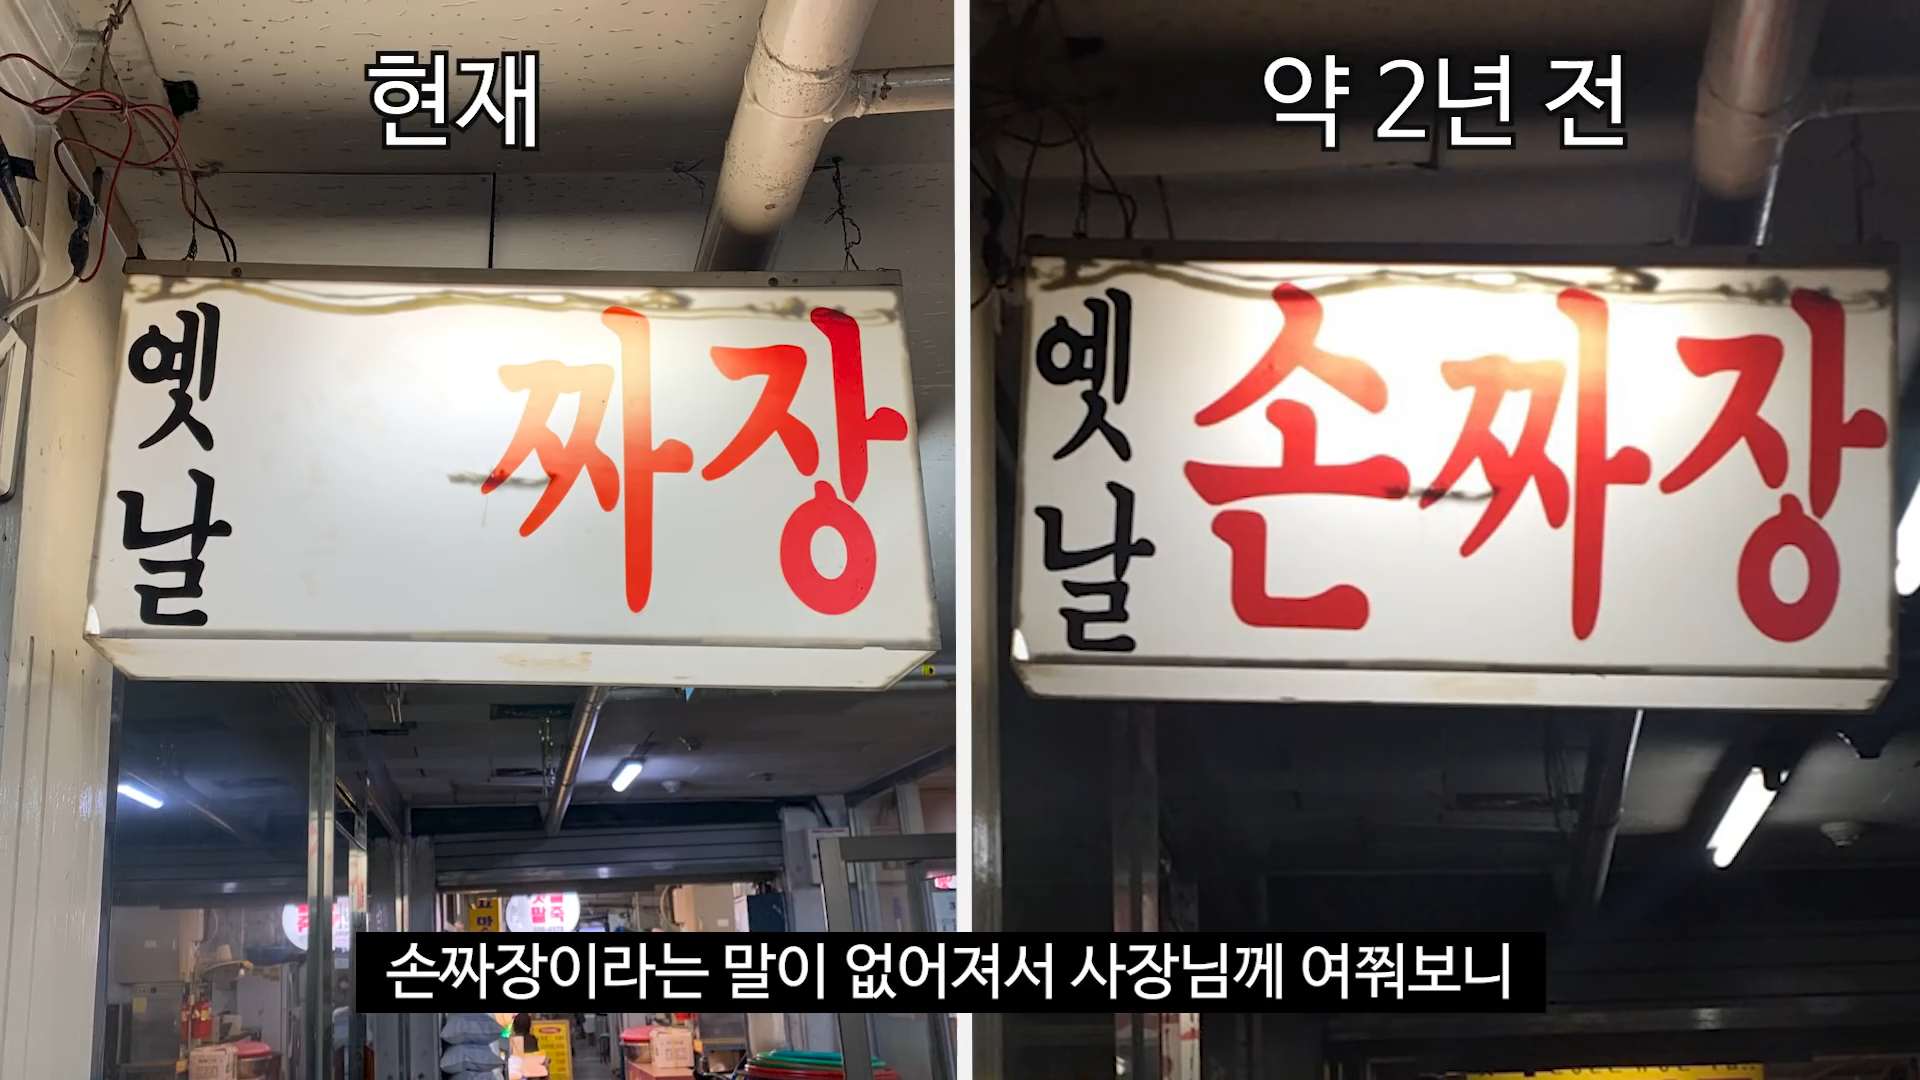 현재
약 2년 전
옛날
짜장
옛날
손짜장
손짜장이라는 말이 없어져서 사장님께 여쭤보니